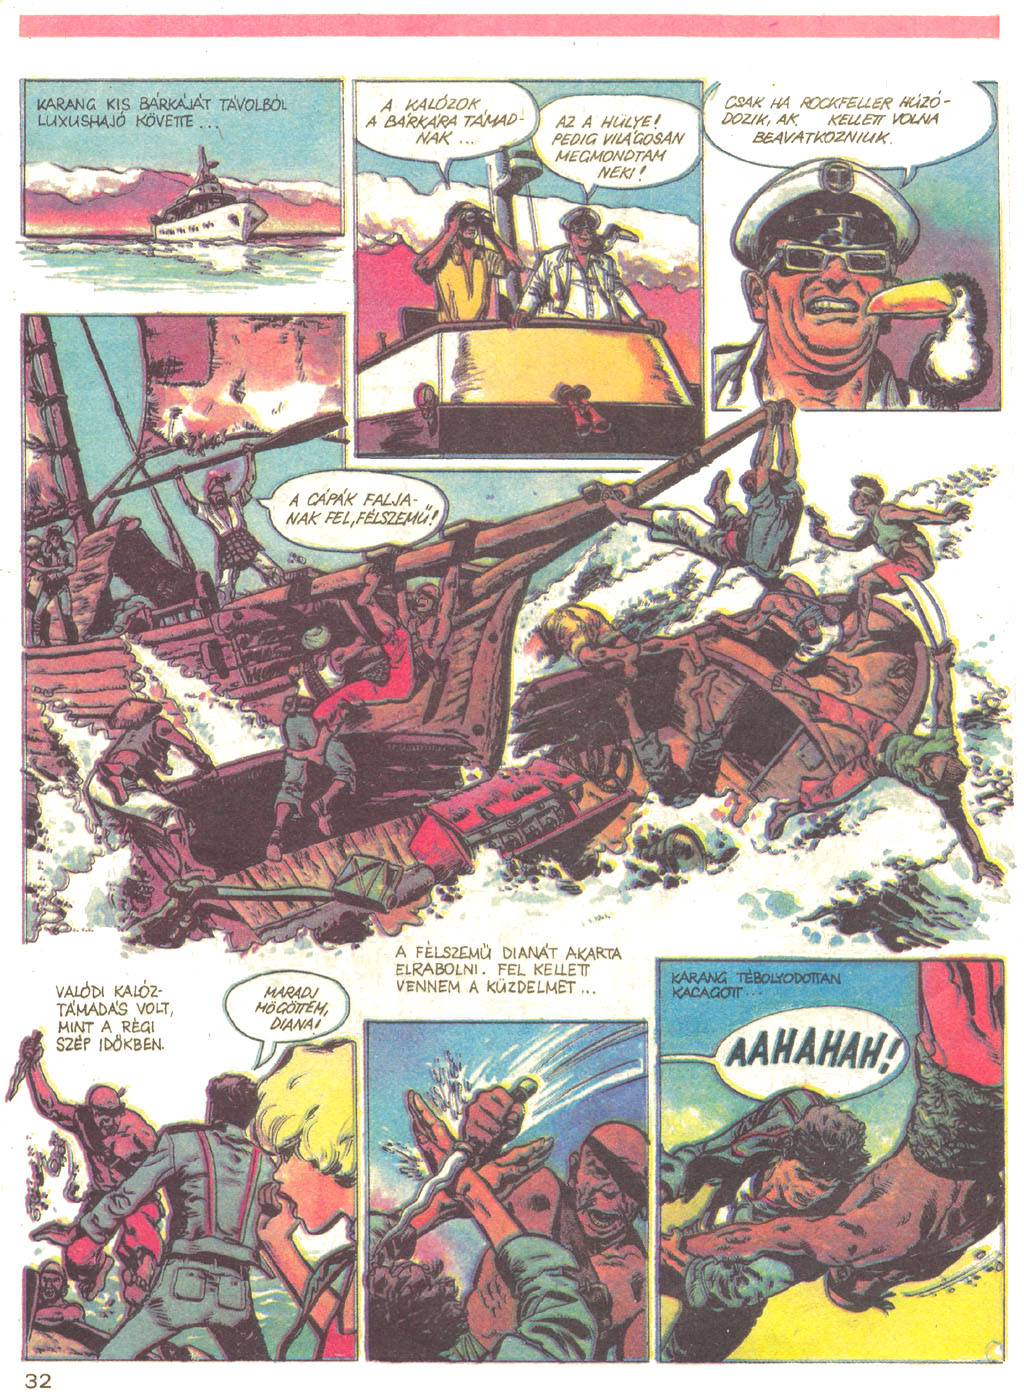 KARANG KIS BÁRKÁJÁT TÁVOLBÓL
LUXUSHAJÓ KÖVETTE ...
A KALÓZOK
A BÁRKÁRA TÁMAD-
NAK ...
AZ A HÜLYE!
PEDIG VILÁGOSAN
MEGMONDTAM
NEKI!
CSAK HA ROCKFELLER HÚZÓ-
DOZIK, AK KELLETT VOLNA
BEAVATKOZNIUK.
A CÁPÁK FALJA-
NAK FEL, FÉLSZEMŰ!
VALÓDI KALÓZ-
TÁMADÁS VOLT,
MINT A RÉGI
SZÉP IDŐKBEN.
MARADJ
MÖGÖTTEM,
DIANA!
A FÉLSZEMŰ DIANÁT AKARTA
ELRABOLNI. FEL KELLETT
VENNEM A KÜZDELMET ...
KARANG TÉBOLYODOTTAN
KACAGOTT ...
AAHAHAH!
32